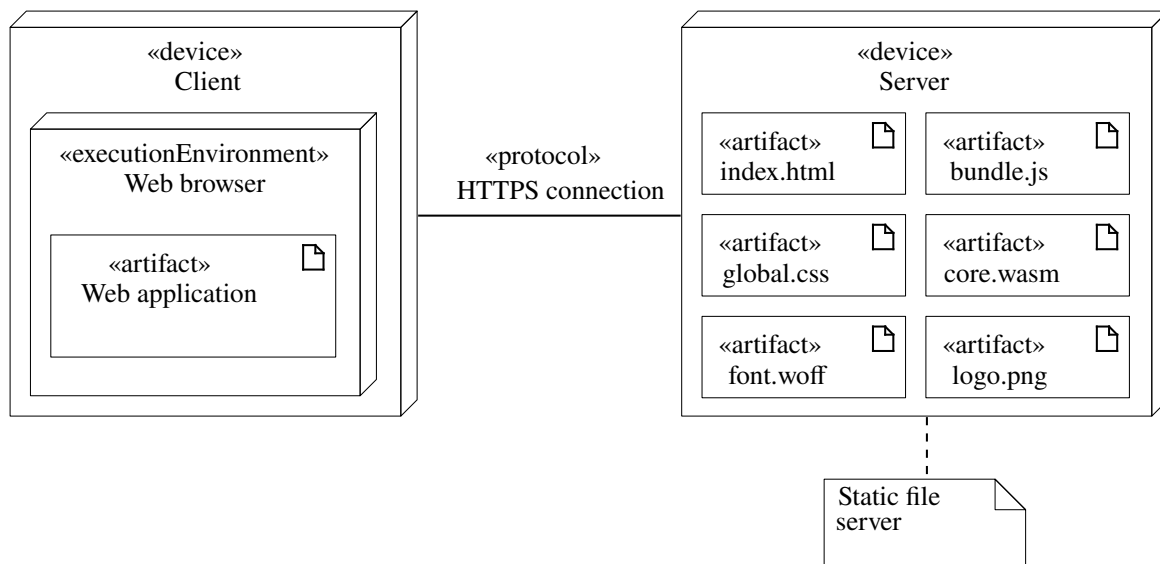 «device»
Client
«executionEnvironment»
Web browser
«artifact»
Web application
«protocol»
HTTPS connection
«device»
Server
«artifact»
index.html
«artifact»
bundle.js
«artifact»
global.css
«artifact»
core.wasm
«artifact»
font.woff
«artifact»
logo.png
Static file
server